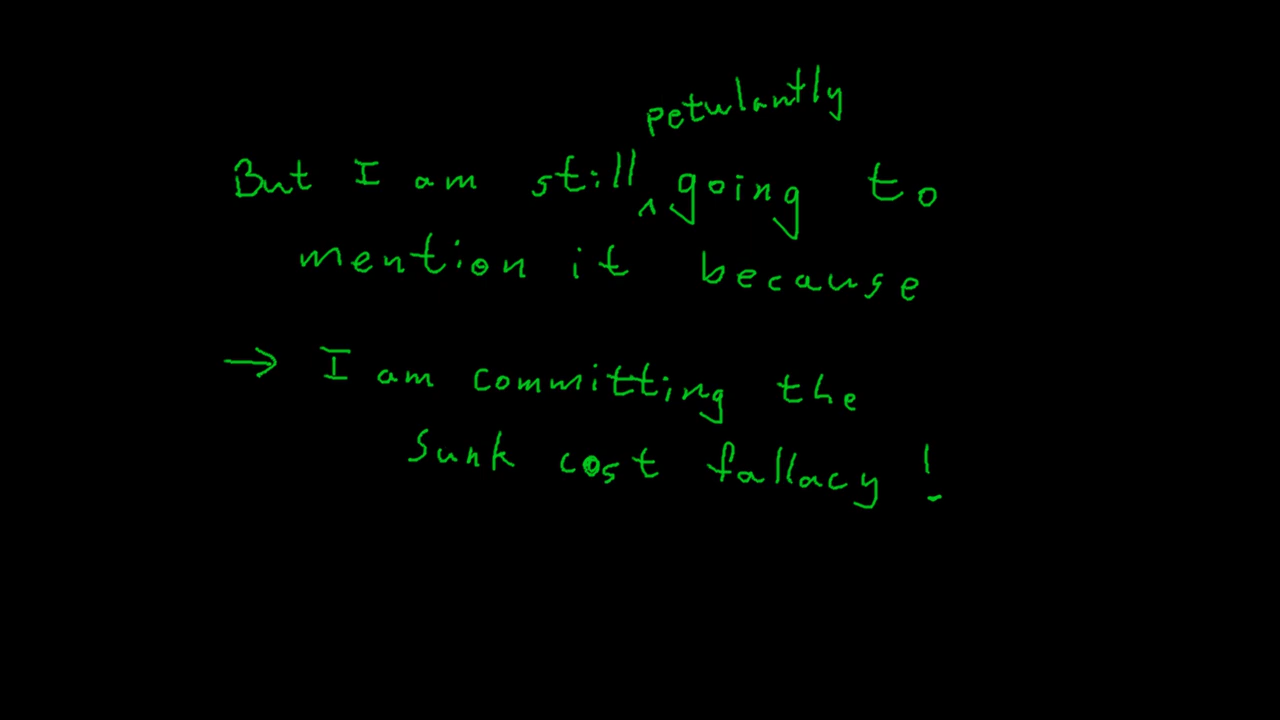 petulantly
But I am still ^ going to
mention it because
→ I am committing the
sunk cost fallacy!